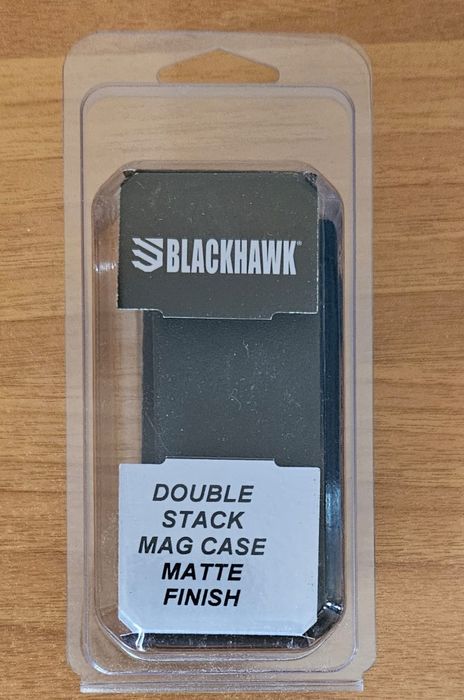 BLACKHAWK®
DOUBLE
STACK
MAG CASE
MATTE
FINISH